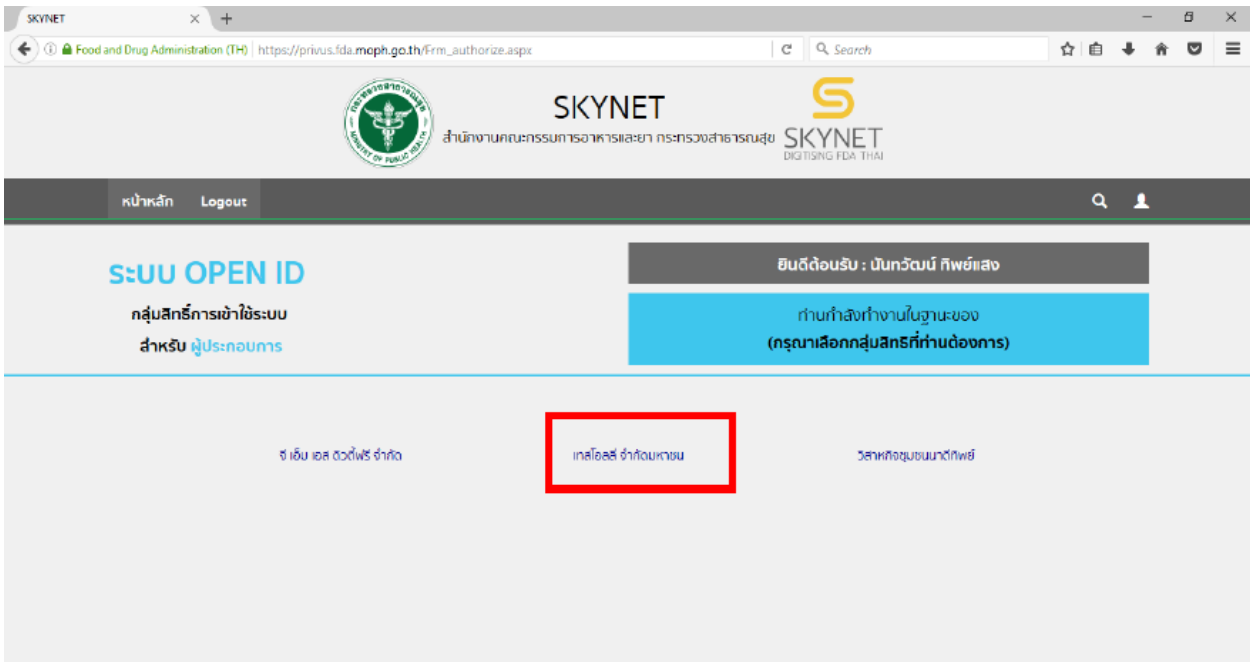 SKYNET
Food and Drug Administration (TH) https://privus.fda.moph.go.th/Frm_authorize.aspx
Search
SKYNET
สำนักงานคณะกรรมการอาหารและยา กระทรวงสาธารณสุข
SKYNET
DIGITISING FDA THAI
หน้าหลัก Logout
ระบบ OPEN ID
กลุ่มสิทธิ์การเข้าใช้ระบบ
สำหรับ ผู้ประกอบการ
ยินดีต้อนรับ : นันทวัฒน์ ทิพย์แสง
ท่านกำลังทำงานในฐานะของ
(กรุณาเลือกกลุ่มสิทธิที่ท่านต้องการ)
จี เอ็ม เอส ดิวตี้ฟรี จำกัด
เทสโอสลี จำกัดมหาชน
วิสาหกิจชุมชนนาดีทิพย์